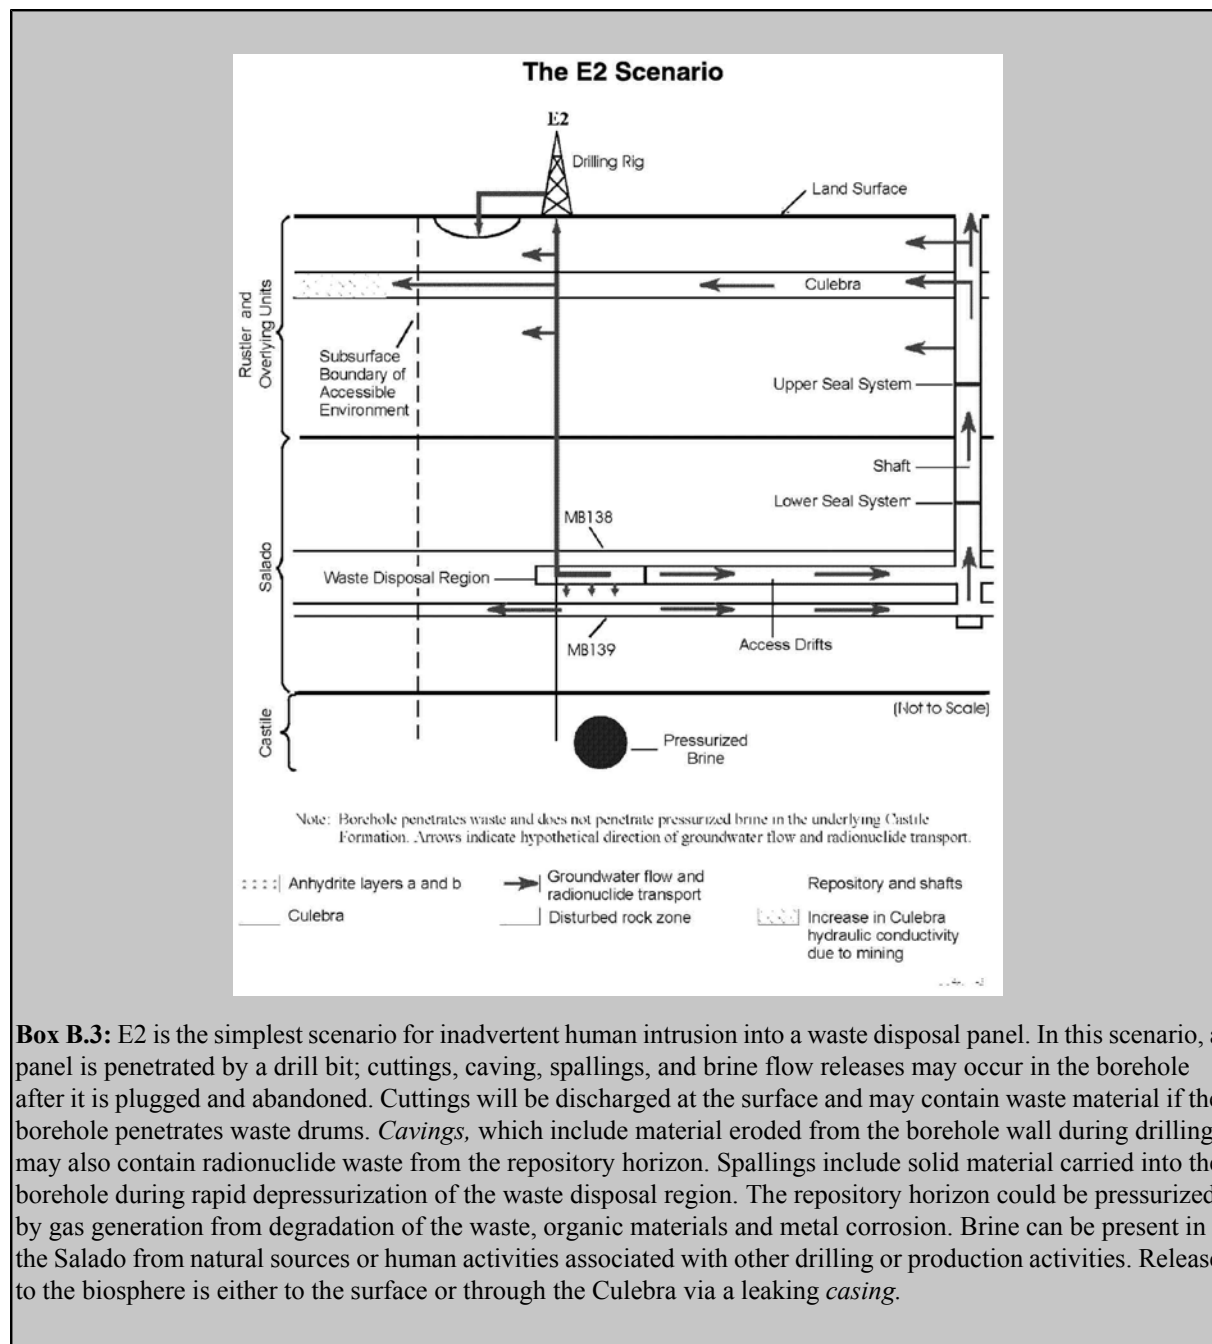 The E2 Scenario
E2
Drilling Rig
Land Surface
Culebra
Rustler and
Overlying Units
Subsurface
Boundary of
Accessible
Environment
Upper Seal System
Shaft
Lower Seal System
MB138
Salado
Waste Disposal Region
MB139
Access Drifts
(Not to Scale)
Castile
Pressurized
Brine
Note: Borehole penetrates waste and does not penetrate pressurized brine in the underlying Castile
Formation. Arrows indicate hypothetical direction of groundwater flow and radionuclide transport.
Anhydrite layers a and b
Groundwater flow and
radionuclide transport
Repository and shafts
Culebra
Disturbed rock zone
Increase in Culebra
hydraulic conductivity
due to mining
Box B.3: E2 is the simplest scenario for inadvertent human intrusion into a waste disposal panel. In this scenario, a
panel is penetrated by a drill bit; cuttings, caving, spallings, and brine flow releases may occur in the borehole
after it is plugged and abandoned. Cuttings will be discharged at the surface and may contain waste material if the
borehole penetrates waste drums. Cavings, which include material eroded from the borehole wall during drilling
may also contain radionuclide waste from the repository horizon. Spallings include solid material carried into the
borehole during rapid depressurization of the waste disposal region. The repository horizon could be pressurized
by gas generation from degradation of the waste, organic materials and metal corrosion. Brine can be present in
the Salado from natural sources or human activities associated with other drilling or production activities. Release
to the biosphere is either to the surface or through the Culebra via a leaking casing.